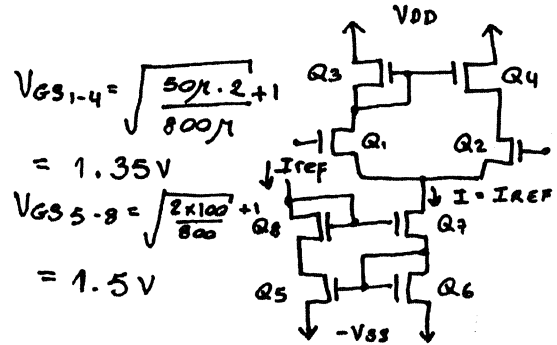 VDD
VGS1-4 = √(50μ·2/800μ) +1
= 1.35V
VGS5-8 = √(2×100/800) +1
= 1.5V
Q3
Q4
Q1
Q2
Iref
I = IREF
Q8
Q7
Q5
Q6
-VSS